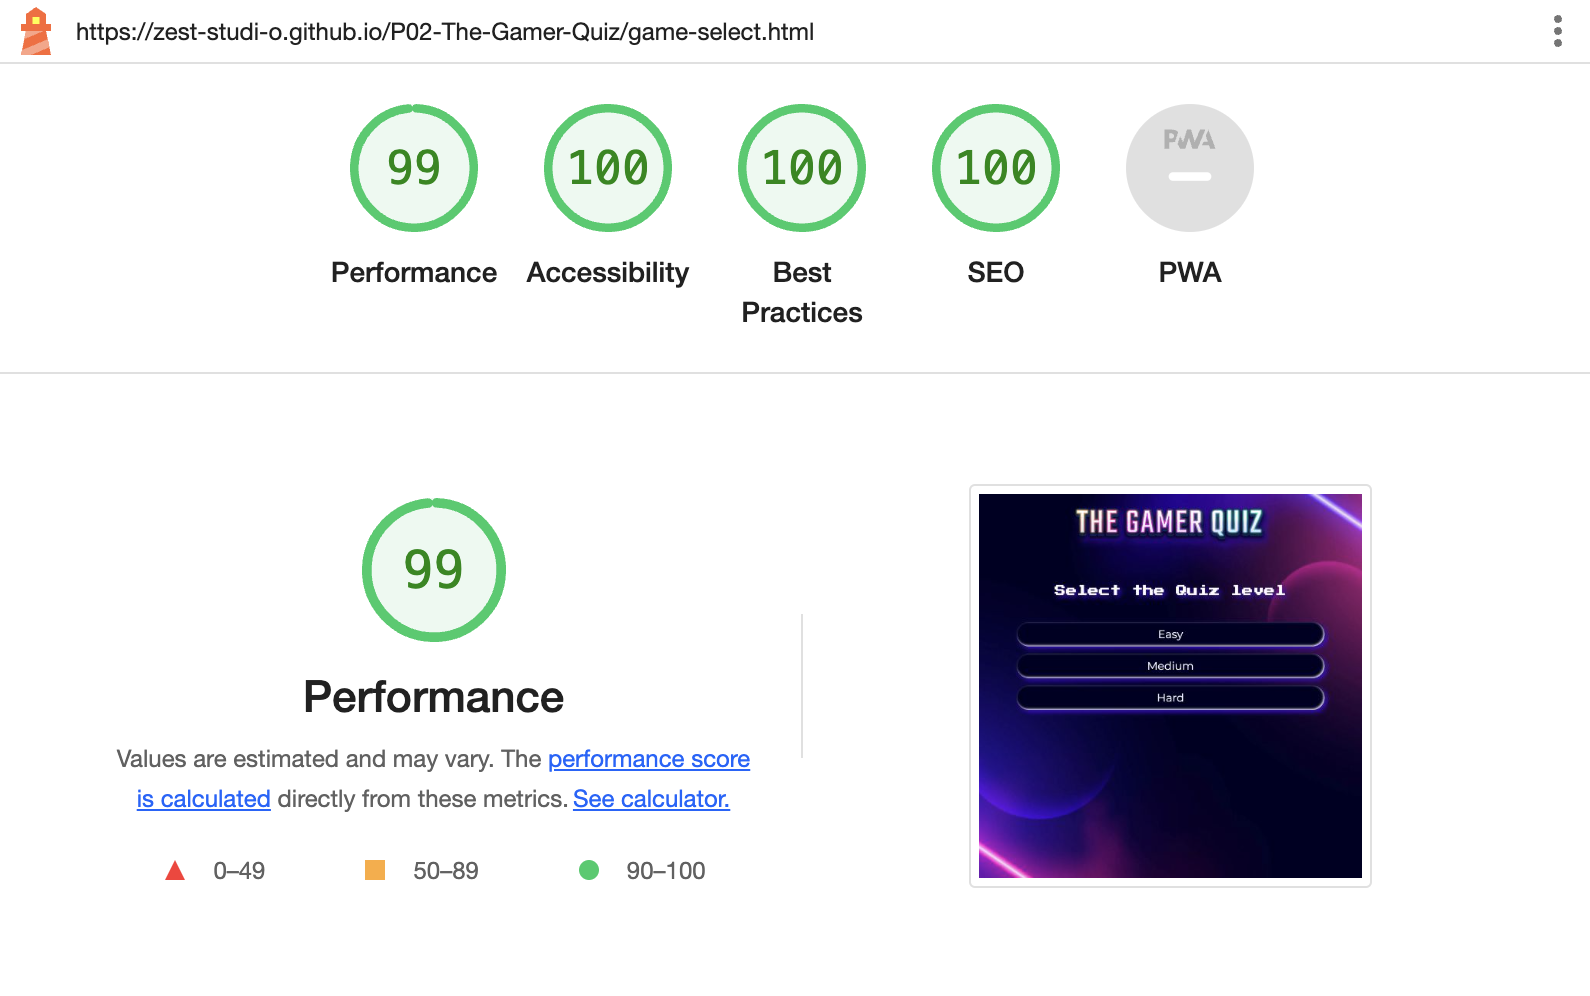 https://zest-studi-o.github.io/P02-The-Gamer-Quiz/game-select.html
99
100
100
100
PWA
Performance
Accessibility
Best
Practices
SEO
PWA
99
Performance
Values are estimated and may vary. The performance score
is calculated directly from these metrics. See calculator.
0–49
50–89
90–100
THE GAMER QUIZ
Select the Quiz level
Easy
Medium
Hard